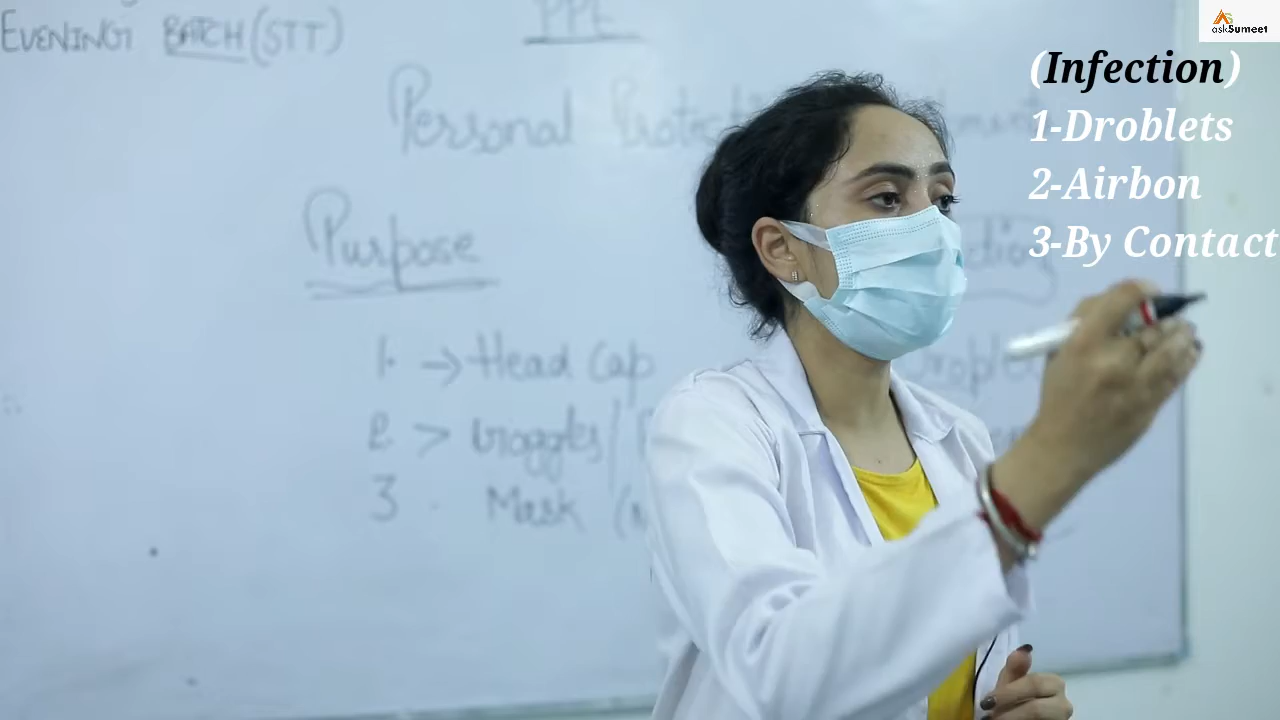 EVENING BATCH (STT)
PPE
askSumeet
(Infection)
1-Droblets
2-Airbon
3-By Contact
Personal
Purpose
1. → Head Cap
2. > Goggles/
3. Mask